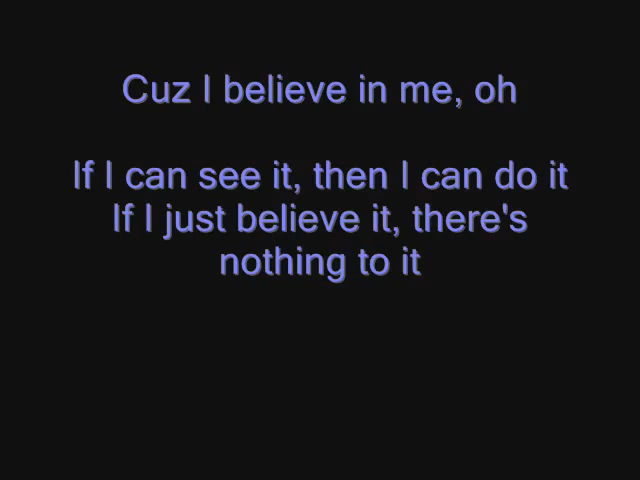 Cuz I believe in me, oh
If I can see it, then I can do it
If I just believe it, there's
nothing to it